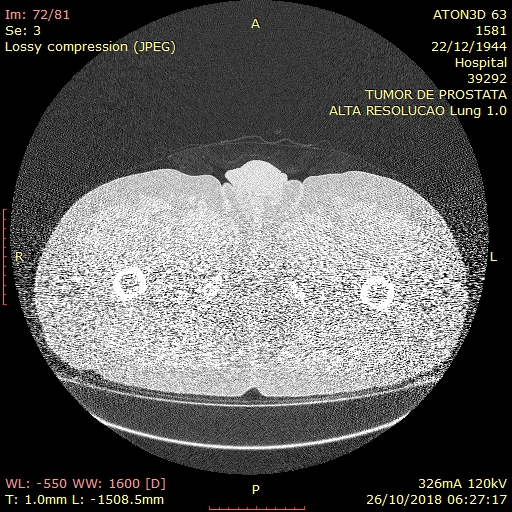 Im: 72/81
Se: 3
Lossy compression (JPEG)
A
ATON3D 63
1581
22/12/1944
Hospital
39292
TUMOR DE PROSTATA
ALTA RESOLUCAO Lung 1.0
R
L
WL: -550 WW: 1600 [D]
T: 1.0mm L: -1508.5mm
P
326mA 120kV
26/10/2018 06:27:17